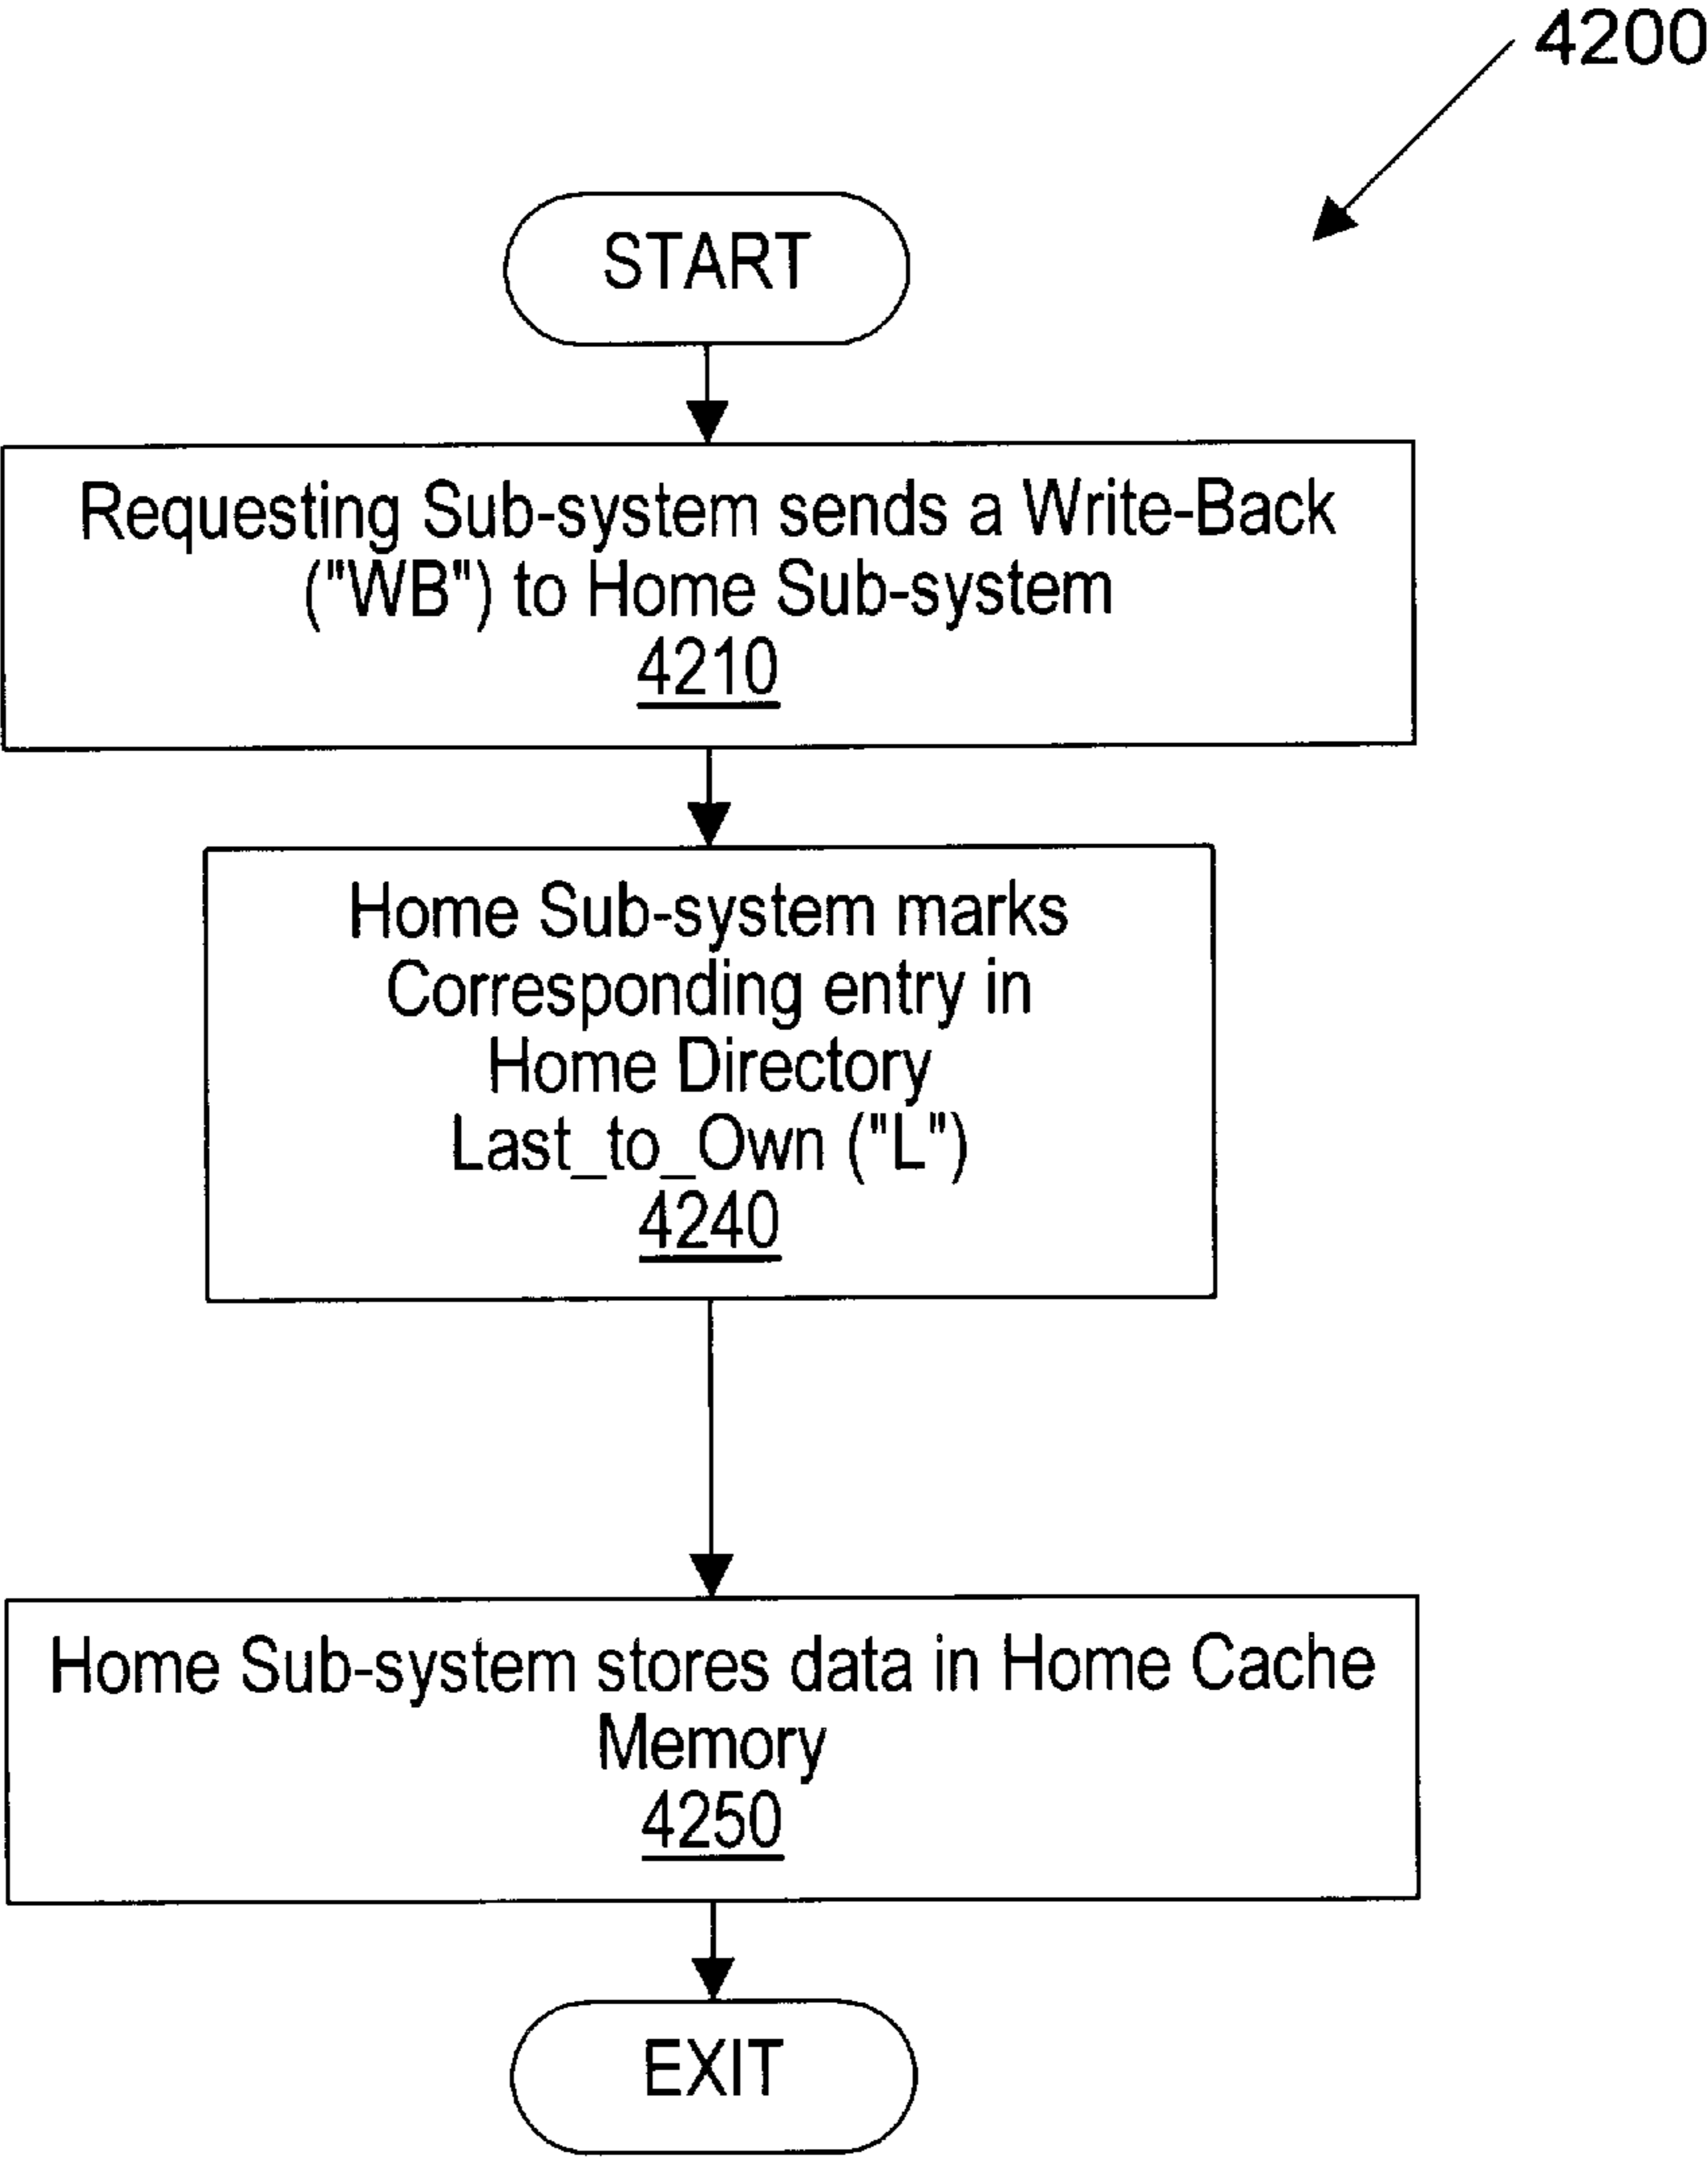 4200
START
Requesting Sub-system sends a Write-Back
("WB") to Home Sub-system
4210
Home Sub-system marks
Corresponding entry in
Home Directory
Last_to_Own ("L")
4240
Home Sub-system stores data in Home Cache
Memory
4250
EXIT